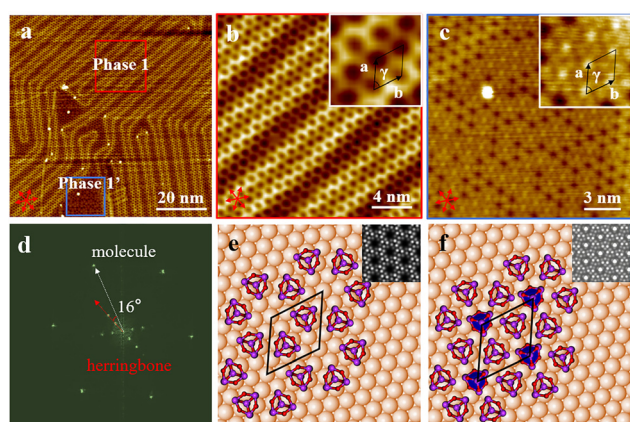 a
Phase 1
Phase 1’
20 nm
b
a
γ
b
4 nm
c
a
γ
b
3 nm
d
molecule
16°
herringbone
e
f